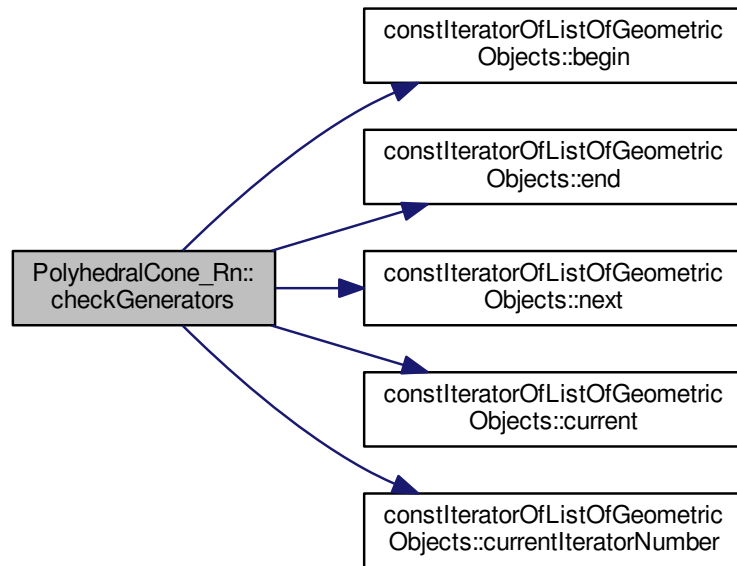 constIteratorOfListOfGeometric
Objects::begin
constIteratorOfListOfGeometric
Objects::end
PolyhedralCone_Rn::
checkGenerators
constIteratorOfListOfGeometric
Objects::next
constIteratorOfListOfGeometric
Objects::current
constIteratorOfListOfGeometric
Objects::currentIteratorNumber